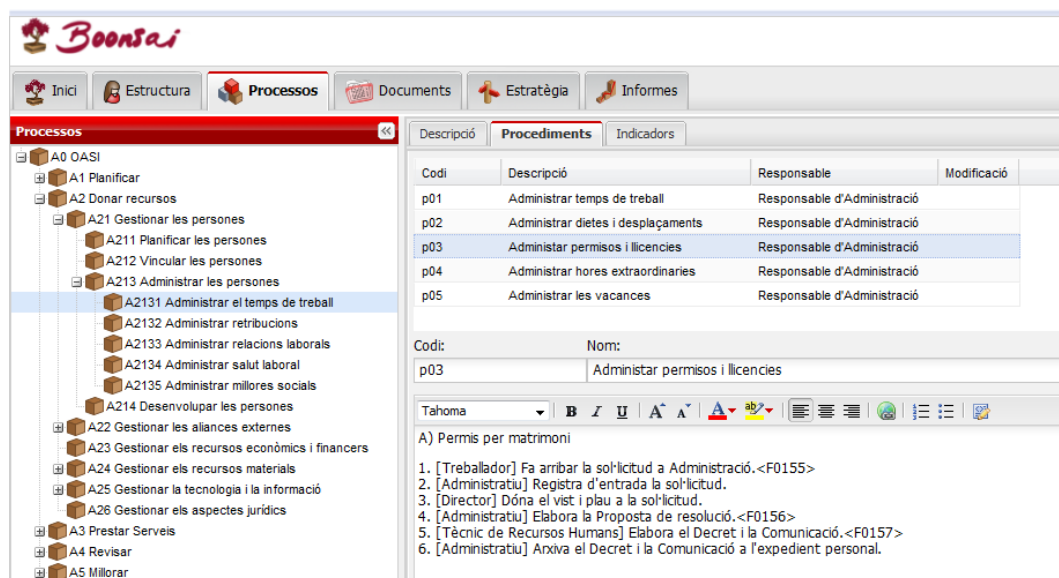 Boonsai
Inici
Estructura
Processos
Documents
Estratègia
Informes
Processos
A0 OASI
A1 Planificar
A2 Donar recursos
A21 Gestionar les persones
A211 Planificar les persones
A212 Vincular les persones
A213 Administrar les persones
A2131 Administrar el temps de treball
A2132 Administrar retribucions
A2133 Administrar relacions laborals
A2134 Administrar salut laboral
A2135 Administrar millores socials
A214 Desenvolupar les persones
A22 Gestionar les aliances externes
A23 Gestionar els recursos econòmics i financers
A24 Gestionar els recursos materials
A25 Gestionar la tecnologia i la informació
A26 Gestionar els aspectes jurídics
A3 Prestar Serveis
A4 Revisar
A5 Millorar
Descripció
Procediments
Indicadors
Codi Descripció Responsable Modificació
p01 Administrar temps de treball Responsable d'Administració
p02 Administrar dietes i desplaçaments Responsable d'Administració
p03 Administar permisos i llicencies Responsable d'Administració
p04 Administrar hores extraordinaries Responsable d'Administració
p05 Administrar les vacances Responsable d'Administració
Codi: Nom:
p03 Administar permisos i llicencies
Tahoma B I U A A A ab
A) Permis per matrimoni
1. [Treballador] Fa arribar la sol·licitud a Administració.<F0155>
2. [Administratiu] Registra d'entrada la sol·licitud.
3. [Director] Dóna el vist i plau a la sol·licitud.
4. [Administratiu] Elabora la Proposta de resolució.<F0156>
5. [Tècnic de Recursos Humans] Elabora el Decret i la Comunicació.<F0157>
6. [Administratiu] Arxiva el Decret i la Comunicació a l'expedient personal.